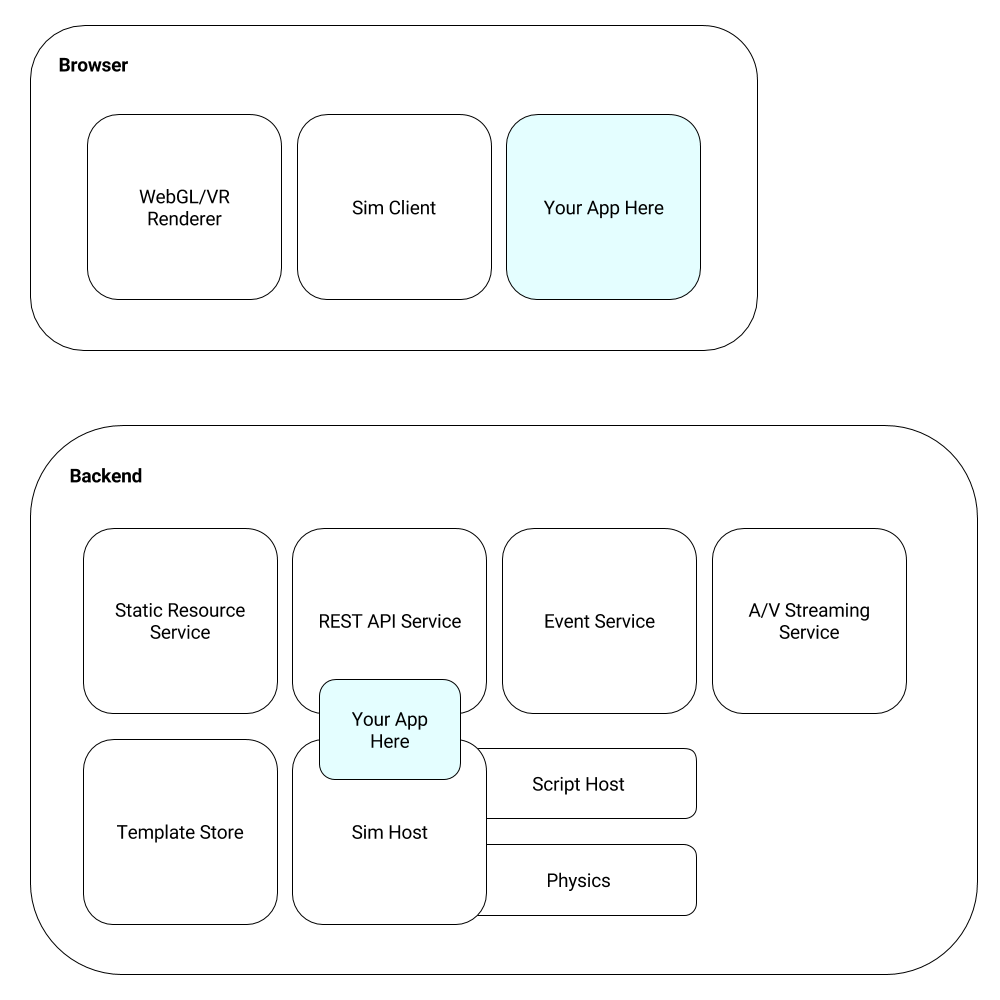 Browser
WebGL/VR
Renderer
Sim Client
Your App Here
Backend
Static Resource
Service
REST API Service
Event Service
A/V Streaming
Service
Your App
Here
Template Store
Sim Host
Script Host
Physics